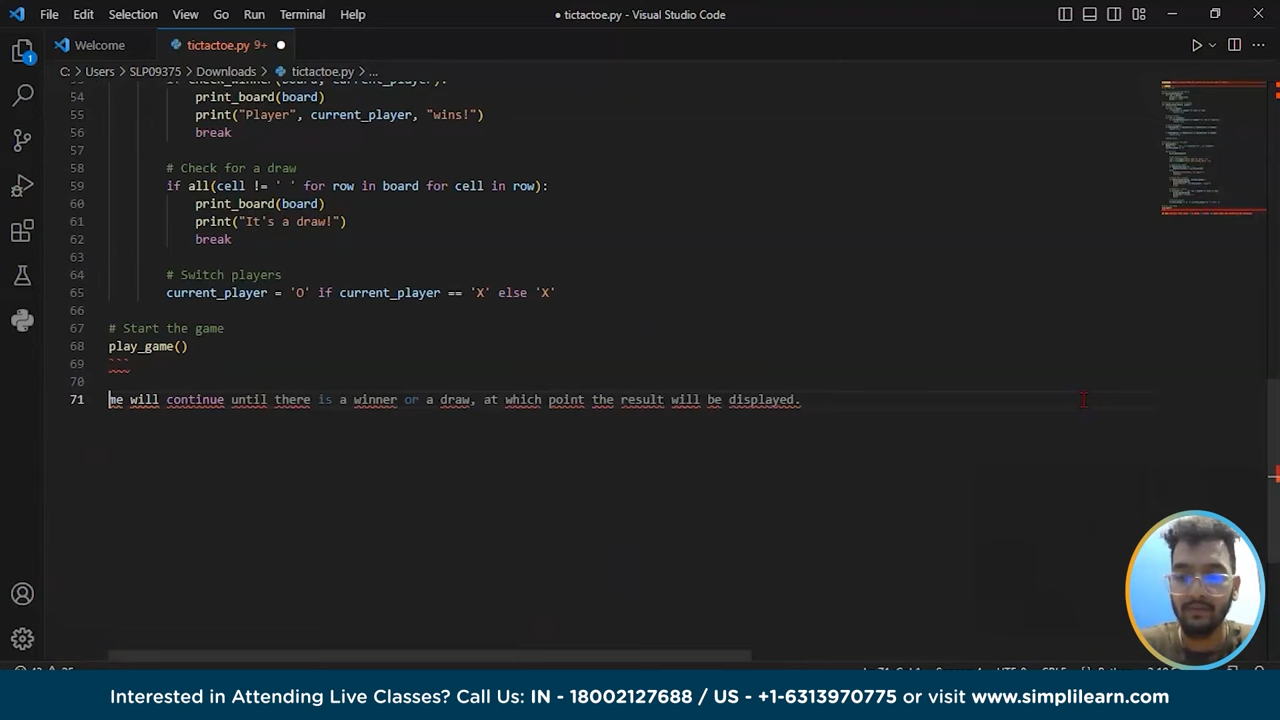 File Edit Selection View Go Run Terminal Help
● tictactoe.py - Visual Studio Code
Welcome
tictactoe.py 9+ ●
C: > Users > SLP09375 > Downloads > tictactoe.py > ...
1
54 print_board(board)
55 print("Player", current_player, "wins!")
56 break
57
58 # Check for a draw
59 if all(cell != ' ' for row in board for cell in row):
60 print_board(board)
61 print("It's a draw!")
62 break
63
64 # Switch players
65 current_player = 'O' if current_player == 'X' else 'X'
66
67 # Start the game
68 play_game()
69 ```
70
71 me will continue until there is a winner or a draw, at which point the result will be displayed.
Interested in Attending Live Classes? Call Us: IN - 18002127688 / US - +1-6313970775 or visit www.simplilearn.com